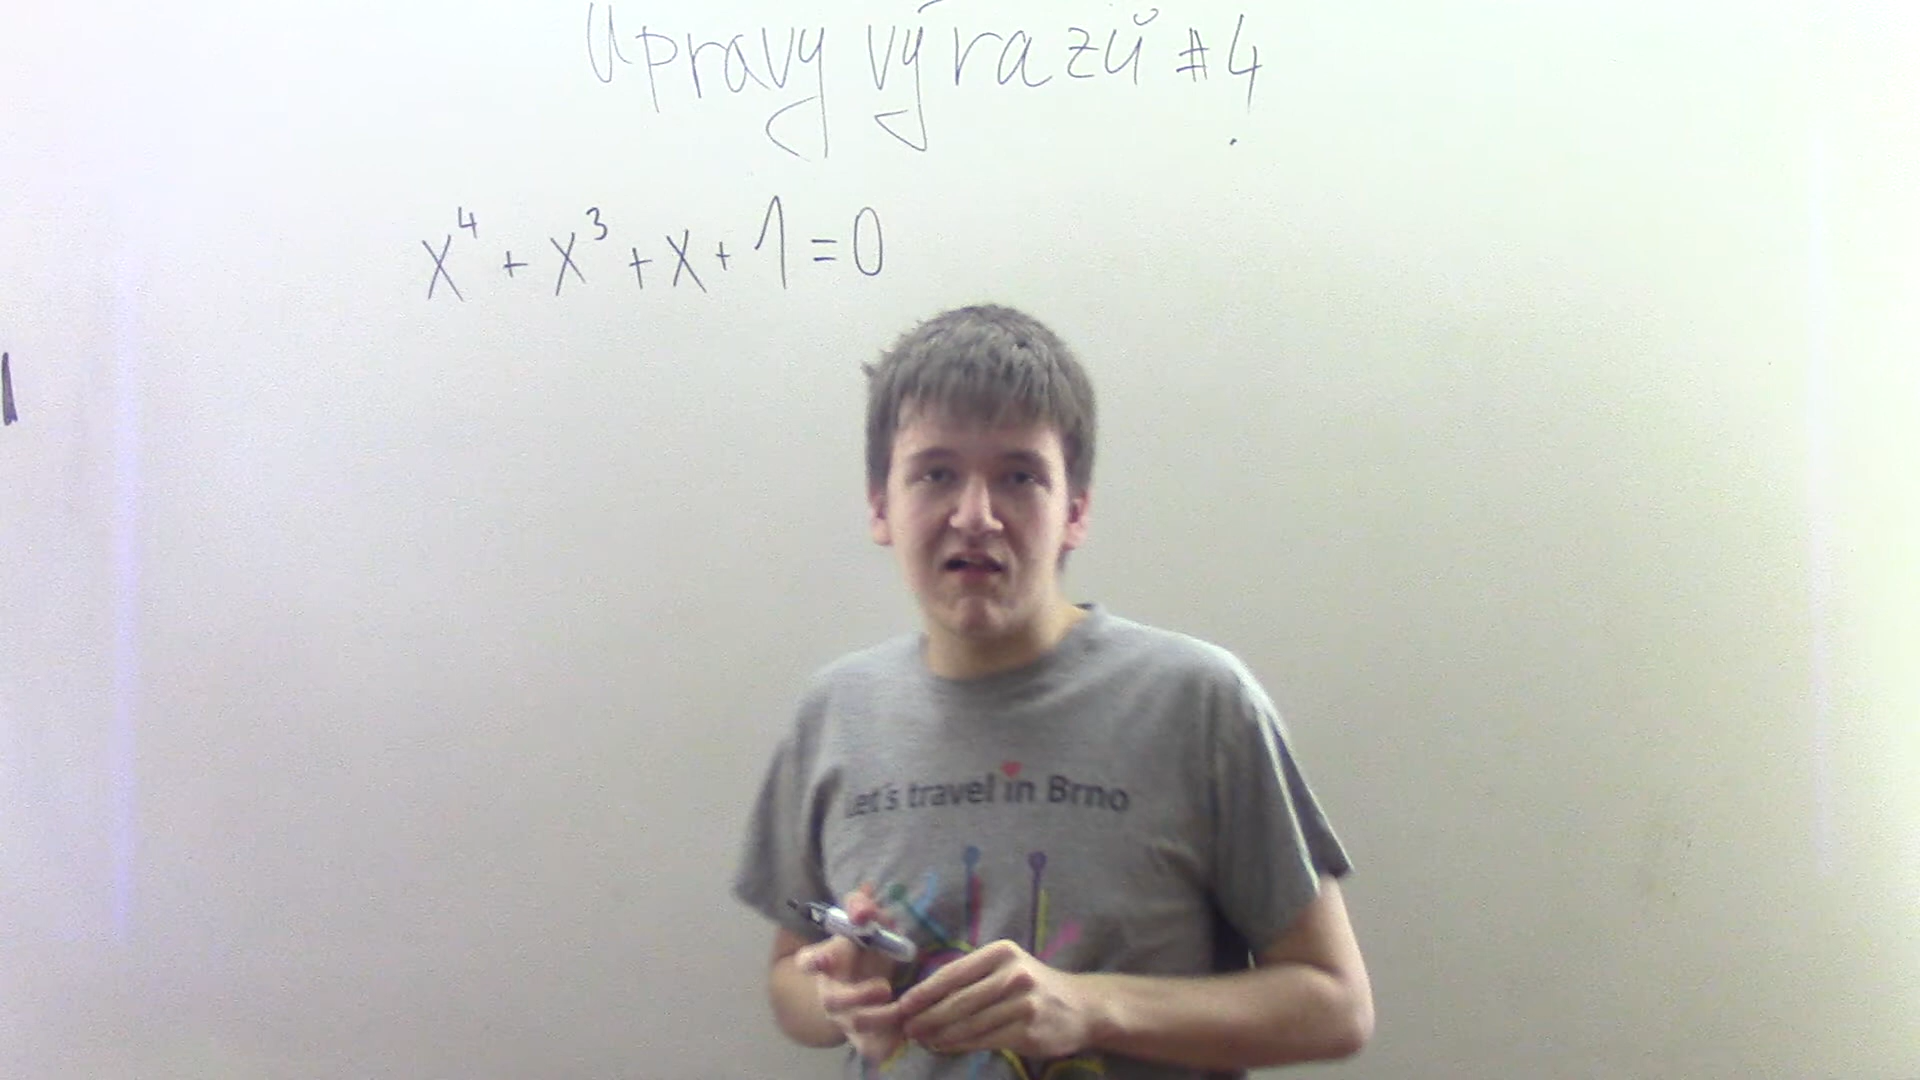 Úpravy výrazů #4
x⁴ + x³ + x + 1 = 0
Let's travel in Brno